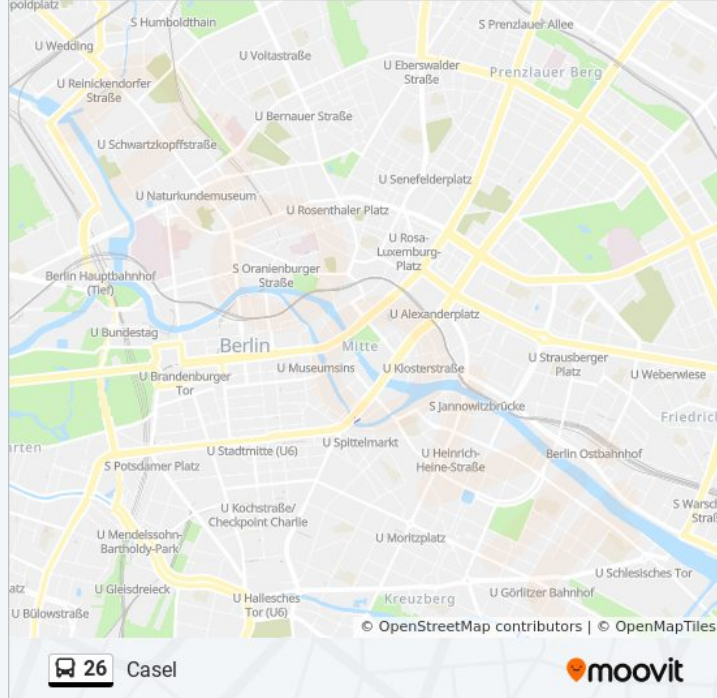 poldplatz
S Humboldthain
S Prenzlauer Allee
U Wedding
U Voltastraße
U Eberswalder
Straße
Prenzlauer Berg
U Reinickendorfer
Straße
U Bernauer Straße
U Schwartzkopffstraße
U Senefelderplatz
U Naturkundemuseum
U Rosenthaler Platz
U Rosa-
Luxemburg-
Platz
Berlin Hauptbahnhof
(Tief)
S Oranienburger
Straße
U Alexanderplatz
U Bundestag
Berlin
Mitte
U Strausberger
Platz
U Museumsins
U Klosterstraße
U Weberwiese
U Brandenburger
Tor
S Jannowitzbrücke
Friedrich
arten
U Spittelmarkt
U Stadtmitte (U6)
U Heinrich-
Heine-Straße
Berlin Ostbahnhof
S Potsdamer Platz
S Warsc
Straß
U Kochstraße/
Checkpoint Charlie
U Mendelssohn-
Bartholdy-Park
U Moritzplatz
U Schlesisches Tor
atz
U Gleisdreieck
U Görlitzer Bahnhof
U Hallesches
Tor (U6)
Kreuzberg
U Bülowstraße
© OpenStreetMap contributors | © OpenMapTiles
26 Casel
moovit